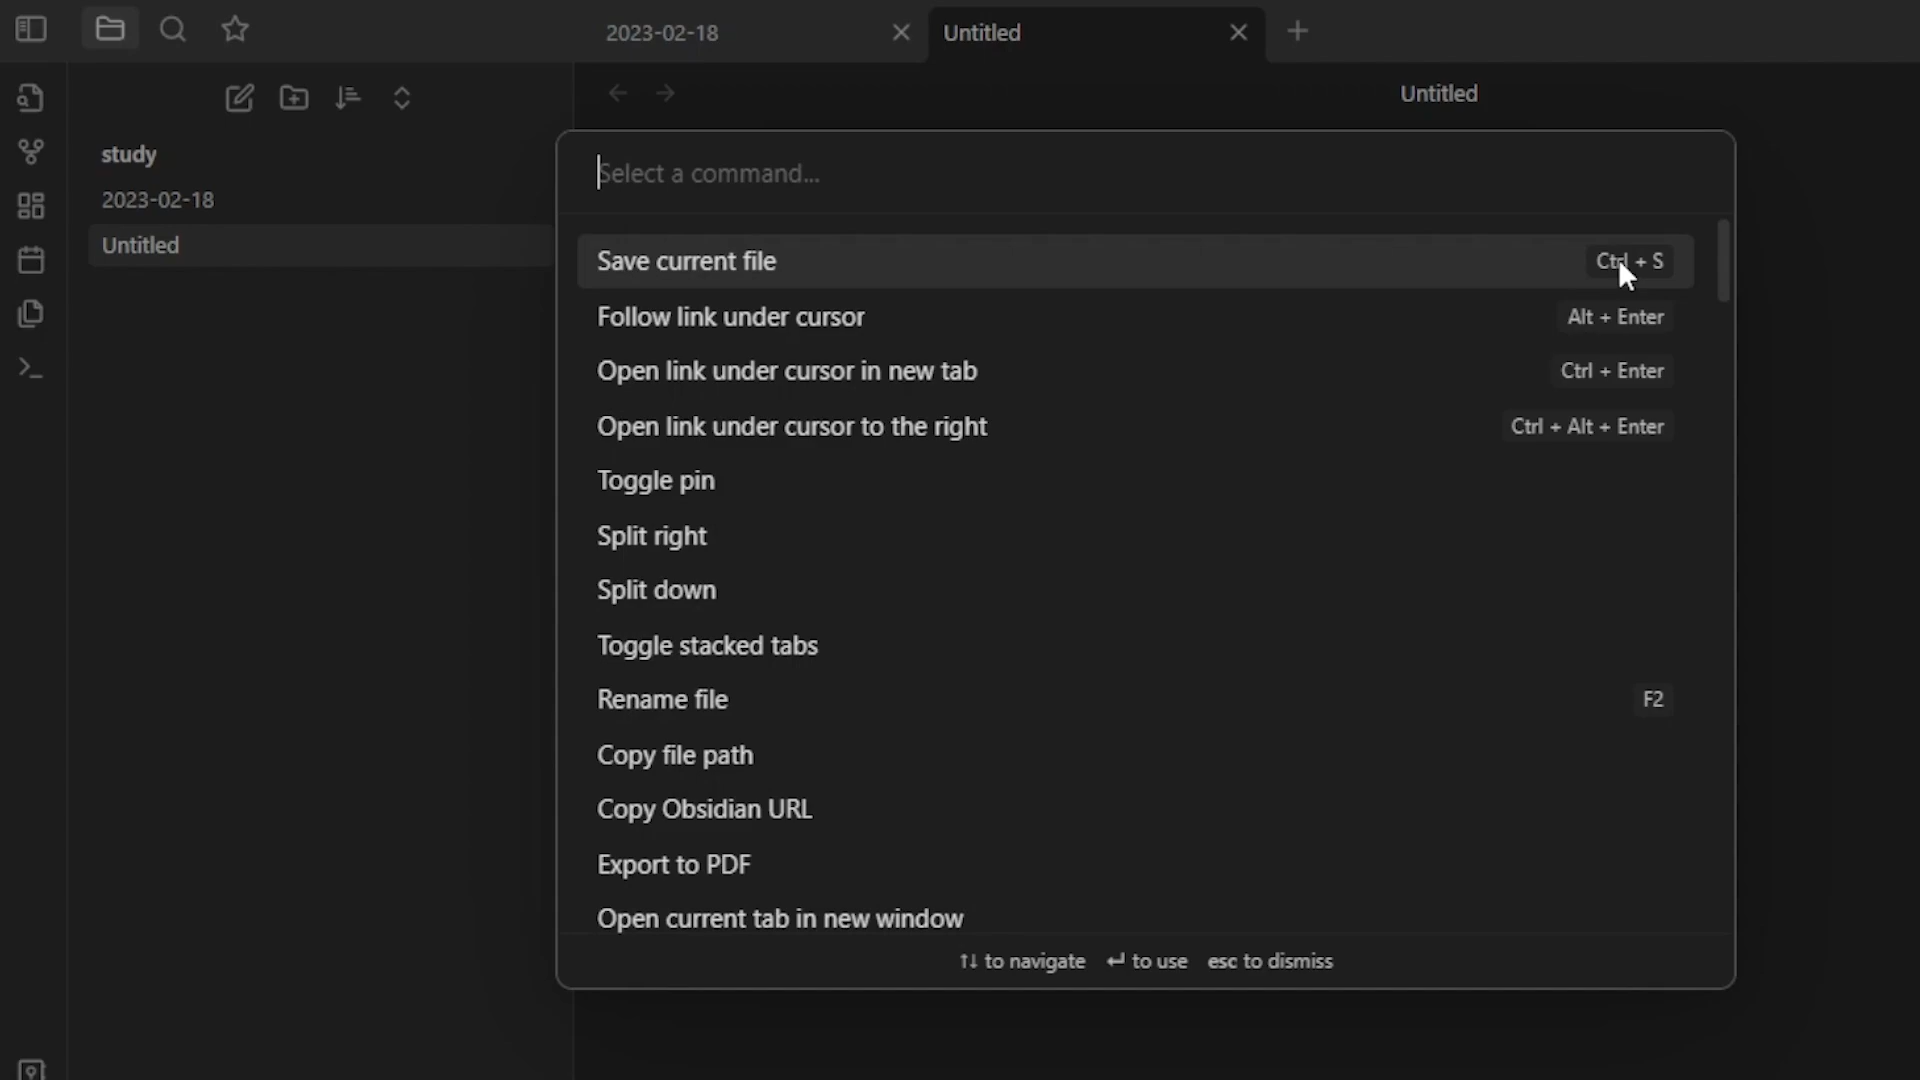 2023-02-18
Untitled
Untitled
study
2023-02-18
Untitled
Select a command...
Save current file Ctrl + S
Follow link under cursor Alt + Enter
Open link under cursor in new tab Ctrl + Enter
Open link under cursor to the right Ctrl + Alt + Enter
Toggle pin
Split right
Split down
Toggle stacked tabs
Rename file F2
Copy file path
Copy Obsidian URL
Export to PDF
Open current tab in new window
↑↓ to navigate ↵ to use esc to dismiss